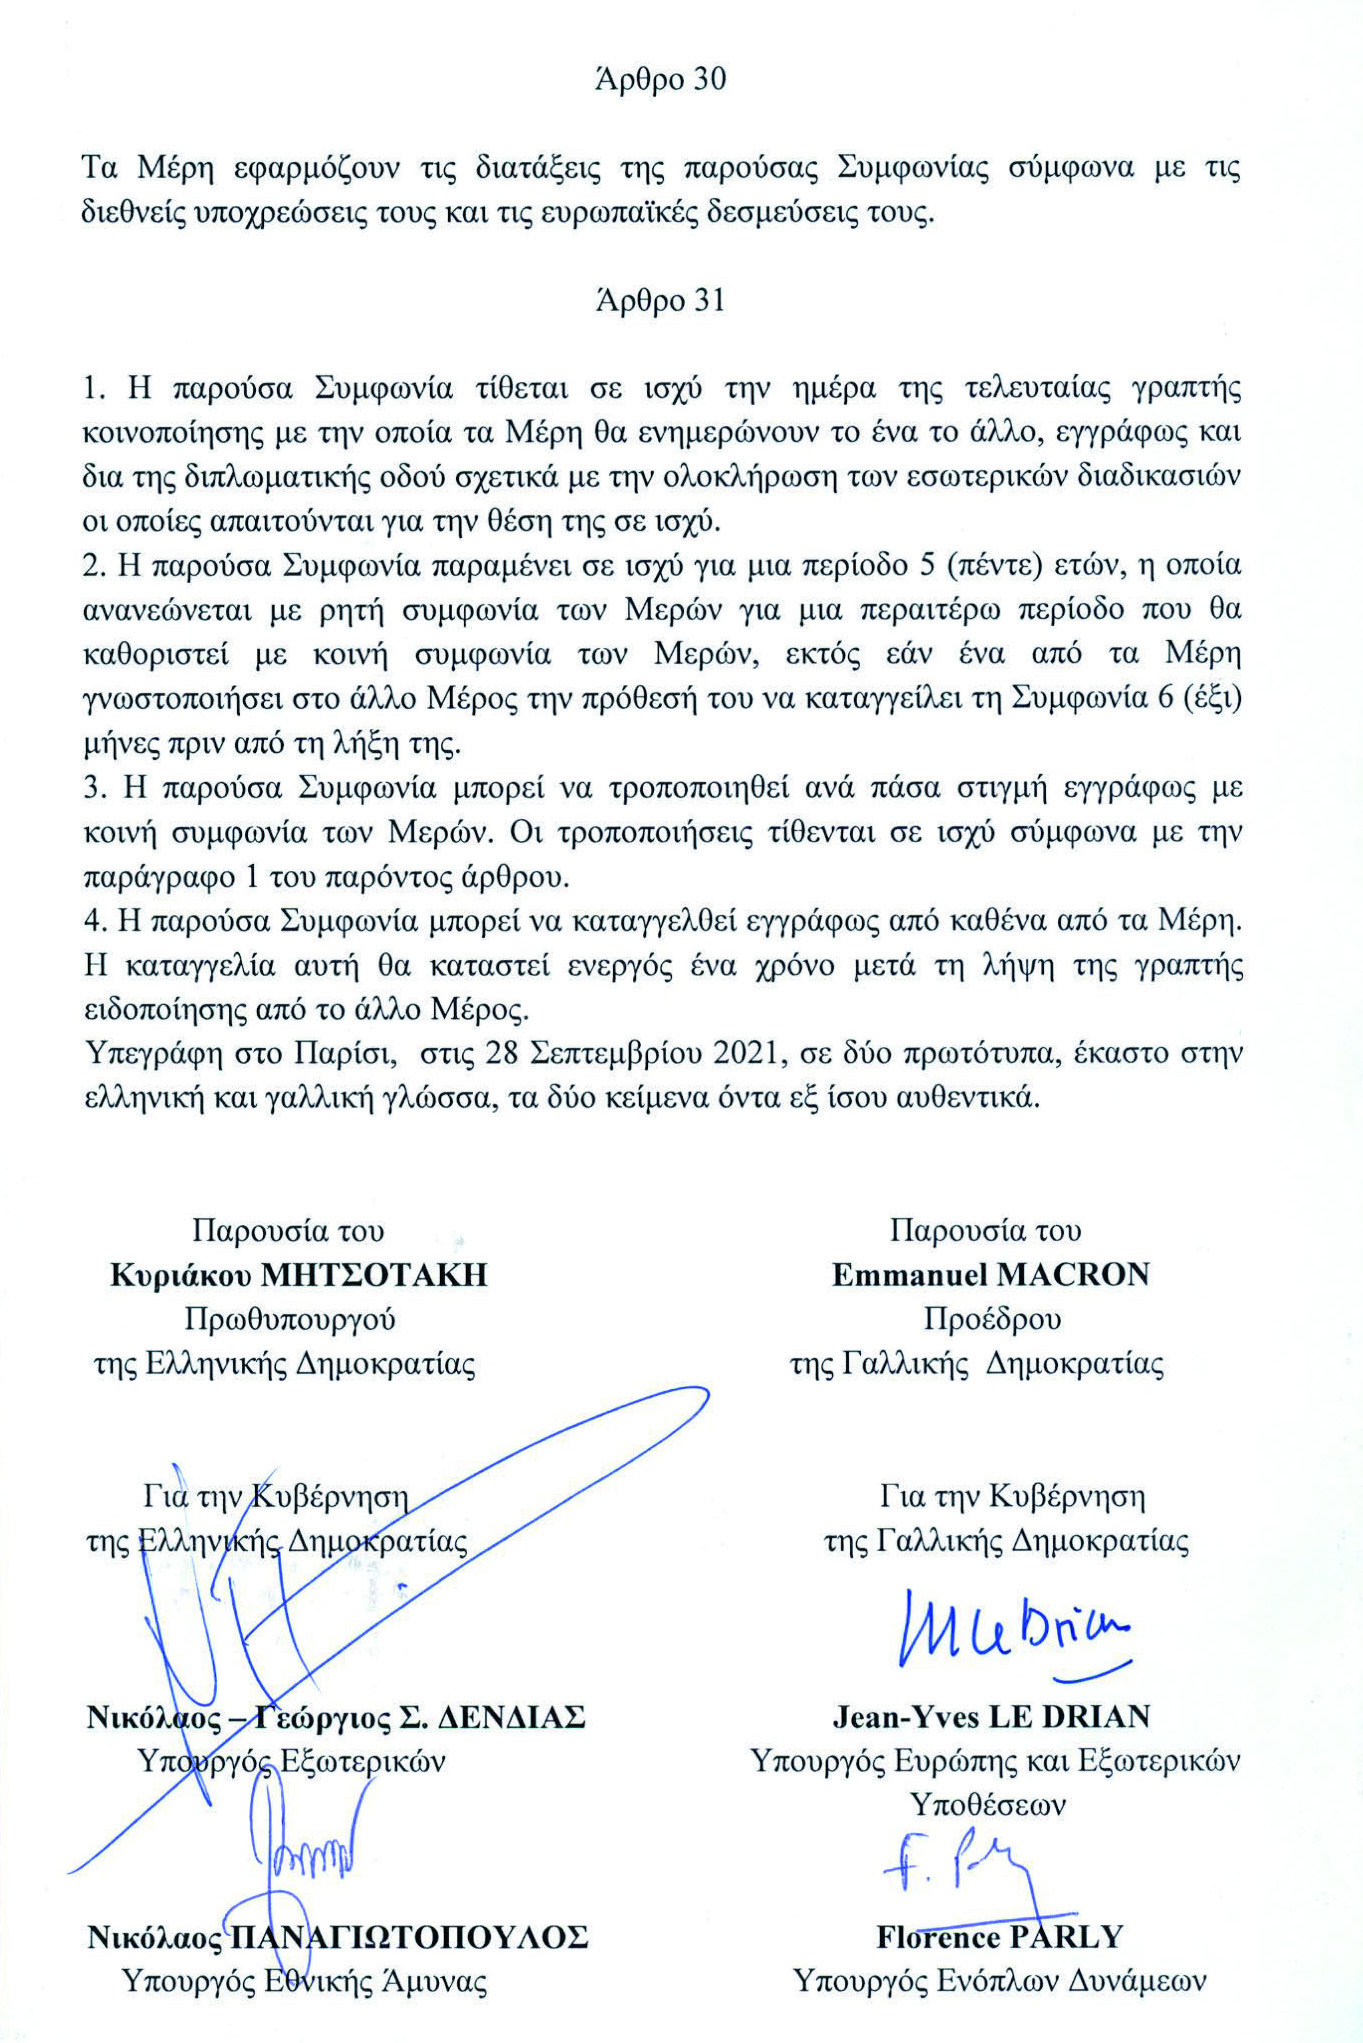 Άρθρο 30
Τα Μέρη εφαρμόζουν τις διατάξεις της παρούσας Συμφωνίας σύμφωνα με τις
διεθνείς υποχρεώσεις τους και τις ευρωπαϊκές δεσμεύσεις τους.
Άρθρο 31
1. Η παρούσα Συμφωνία τίθεται σε ισχύ την ημέρα της τελευταίας γραπτής
κοινοποίησης με την οποία τα Μέρη θα ενημερώνουν το ένα το άλλο, εγγράφως και
δια της διπλωματικής οδού σχετικά με την ολοκλήρωση των εσωτερικών διαδικασιών
οι οποίες απαιτούνται για την θέση της σε ισχύ.
2. Η παρούσα Συμφωνία παραμένει σε ισχύ για μια περίοδο 5 (πέντε) ετών, η οποία
ανανεώνεται με ρητή συμφωνία των Μερών για μια περαιτέρω περίοδο που θα
καθοριστεί με κοινή συμφωνία των Μερών, εκτός εάν ένα από τα Μέρη
γνωστοποιήσει στο άλλο Μέρος την πρόθεσή του να καταγγείλει τη Συμφωνία 6 (έξι)
μήνες πριν από τη λήξη της.
3. Η παρούσα Συμφωνία μπορεί να τροποποιηθεί ανά πάσα στιγμή εγγράφως με
κοινή συμφωνία των Μερών. Οι τροποποιήσεις τίθενται σε ισχύ σύμφωνα με την
παράγραφο 1 του παρόντος άρθρου.
4. Η παρούσα Συμφωνία μπορεί να καταγγελθεί εγγράφως από καθένα από τα Μέρη.
Η καταγγελία αυτή θα καταστεί ενεργός ένα χρόνο μετά τη λήψη της γραπτής
ειδοποίησης από το άλλο Μέρος.
Υπεγράφη στο Παρίσι, στις 28 Σεπτεμβρίου 2021, σε δύο πρωτότυπα, έκαστο στην
ελληνική και γαλλική γλώσσα, τα δύο κείμενα όντα εξ ίσου αυθεντικά.
Παρουσία του
Κυριάκου ΜΗΤΣΟΤΑΚΗ
Πρωθυπουργού
της Ελληνικής Δημοκρατίας
Παρουσία του
Emmanuel MACRON
Προέδρου
της Γαλλικής Δημοκρατίας
Για την Κυβέρνηση
της Ελληνικής Δημοκρατίας
Νικόλαος – Γεώργιος Σ. ΔΕΝΔΙΑΣ
Υπουργός Εξωτερικών
Νικόλαος ΠΑΝΑΓΙΩΤΟΠΟΥΛΟΣ
Υπουργός Εθνικής Άμυνας
Για την Κυβέρνηση
της Γαλλικής Δημοκρατίας
Jean-Yves LE DRIAN
Υπουργός Ευρώπης και Εξωτερικών
Υποθέσεων
F. Parly
Florence PARLY
Υπουργός Ενόπλων Δυνάμεων